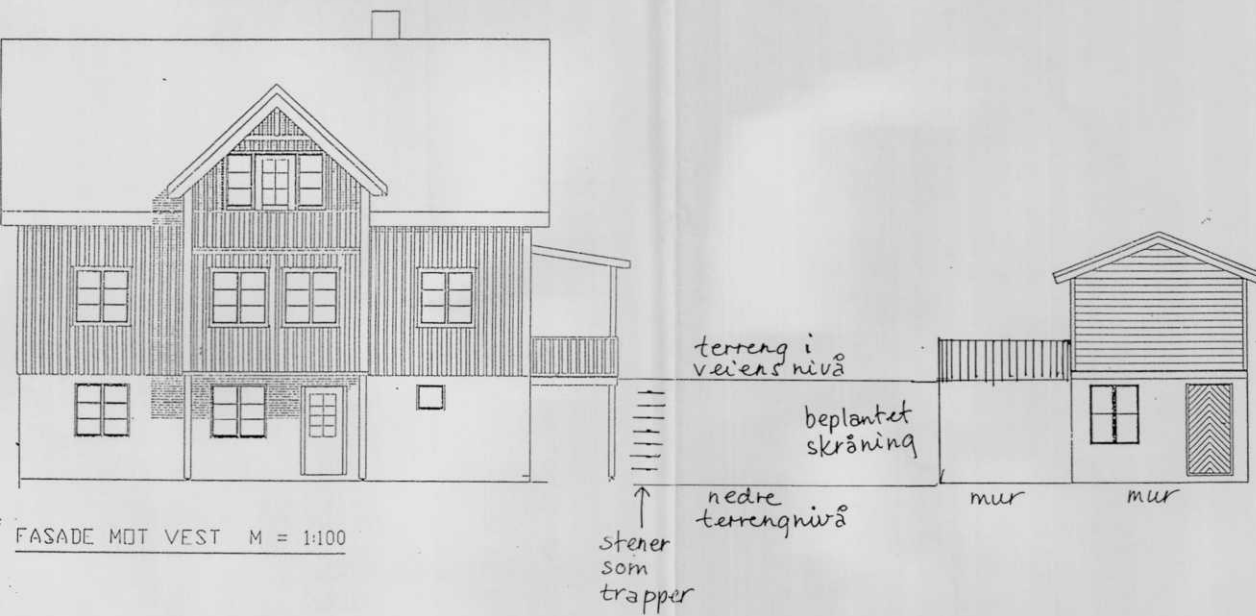 terreng i
veiens nivå
beplantet
skråning
nedre
terrengnivå
mur
mur
FASADE MOT VEST M = 1:100
stener
som
trapper